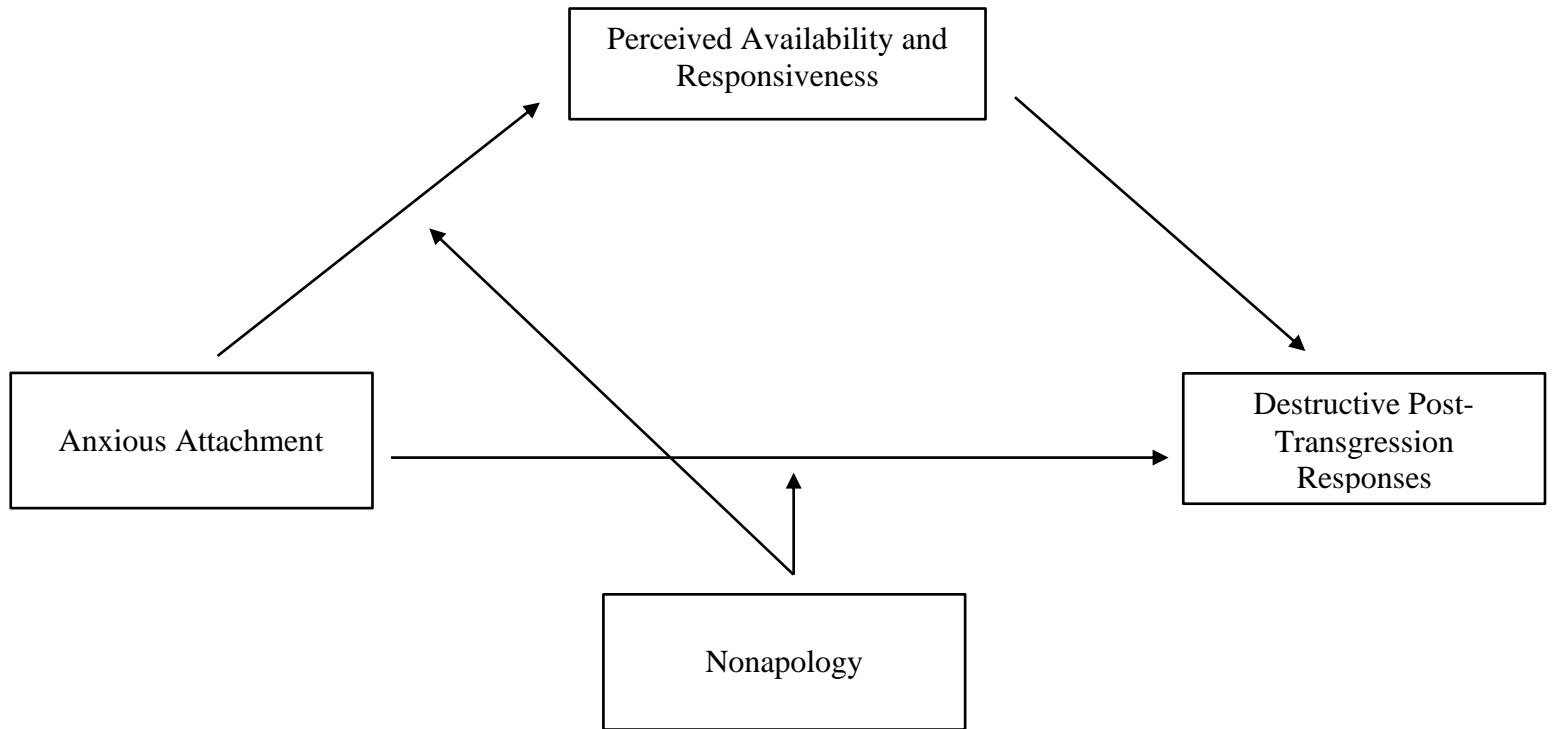 Perceived Availability and
Responsiveness
Anxious Attachment
Destructive Post-
Transgression
Responses
Nonapology